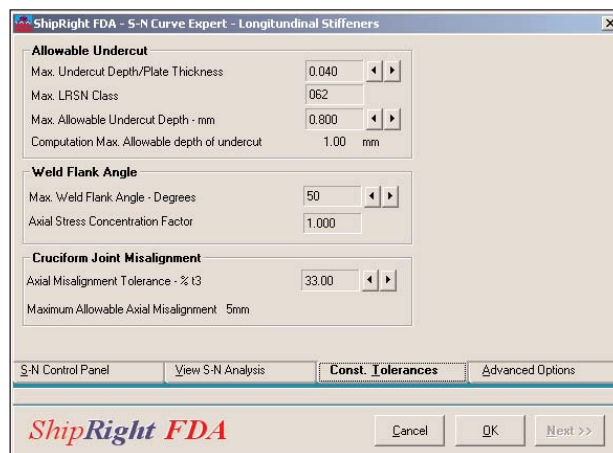 ShipRight FDA - S-N Curve Expert - Longitundinal Stiffeners
Allowable Undercut
Max. Undercut Depth/Plate Thickness 0.040
Max. LRSN Class 062
Max. Allowable Undercut Depth - mm 0.800
Computation Max. Allowable depth of undercut 1.00 mm
Weld Flank Angle
Max. Weld Flank Angle - Degrees 50
Axial Stress Concentration Factor 1.000
Cruciform Joint Misalignment
Axial Misalignment Tolerance - % t3 33.00
Maximum Allowable Axial Misalignment 5mm
S-N Control Panel View S-N Analysis Const. Tolerances Advanced Options
ShipRight FDA Cancel OK Next >>